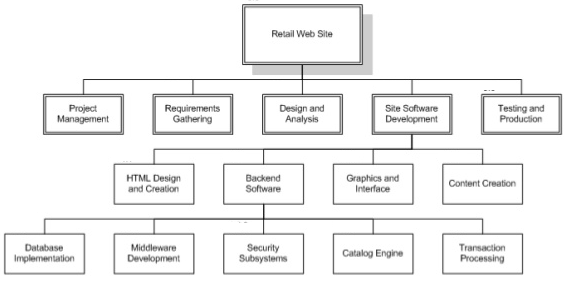 Retail Web Site
Project
Management
Requirements
Gathering
Design and
Analysis
Site Software
Development
Testing and
Production
HTML Design
and Creation
Backend
Software
Graphics and
Interface
Content Creation
Database
Implementation
Middleware
Development
Security
Subsystems
Catalog Engine
Transaction
Processing